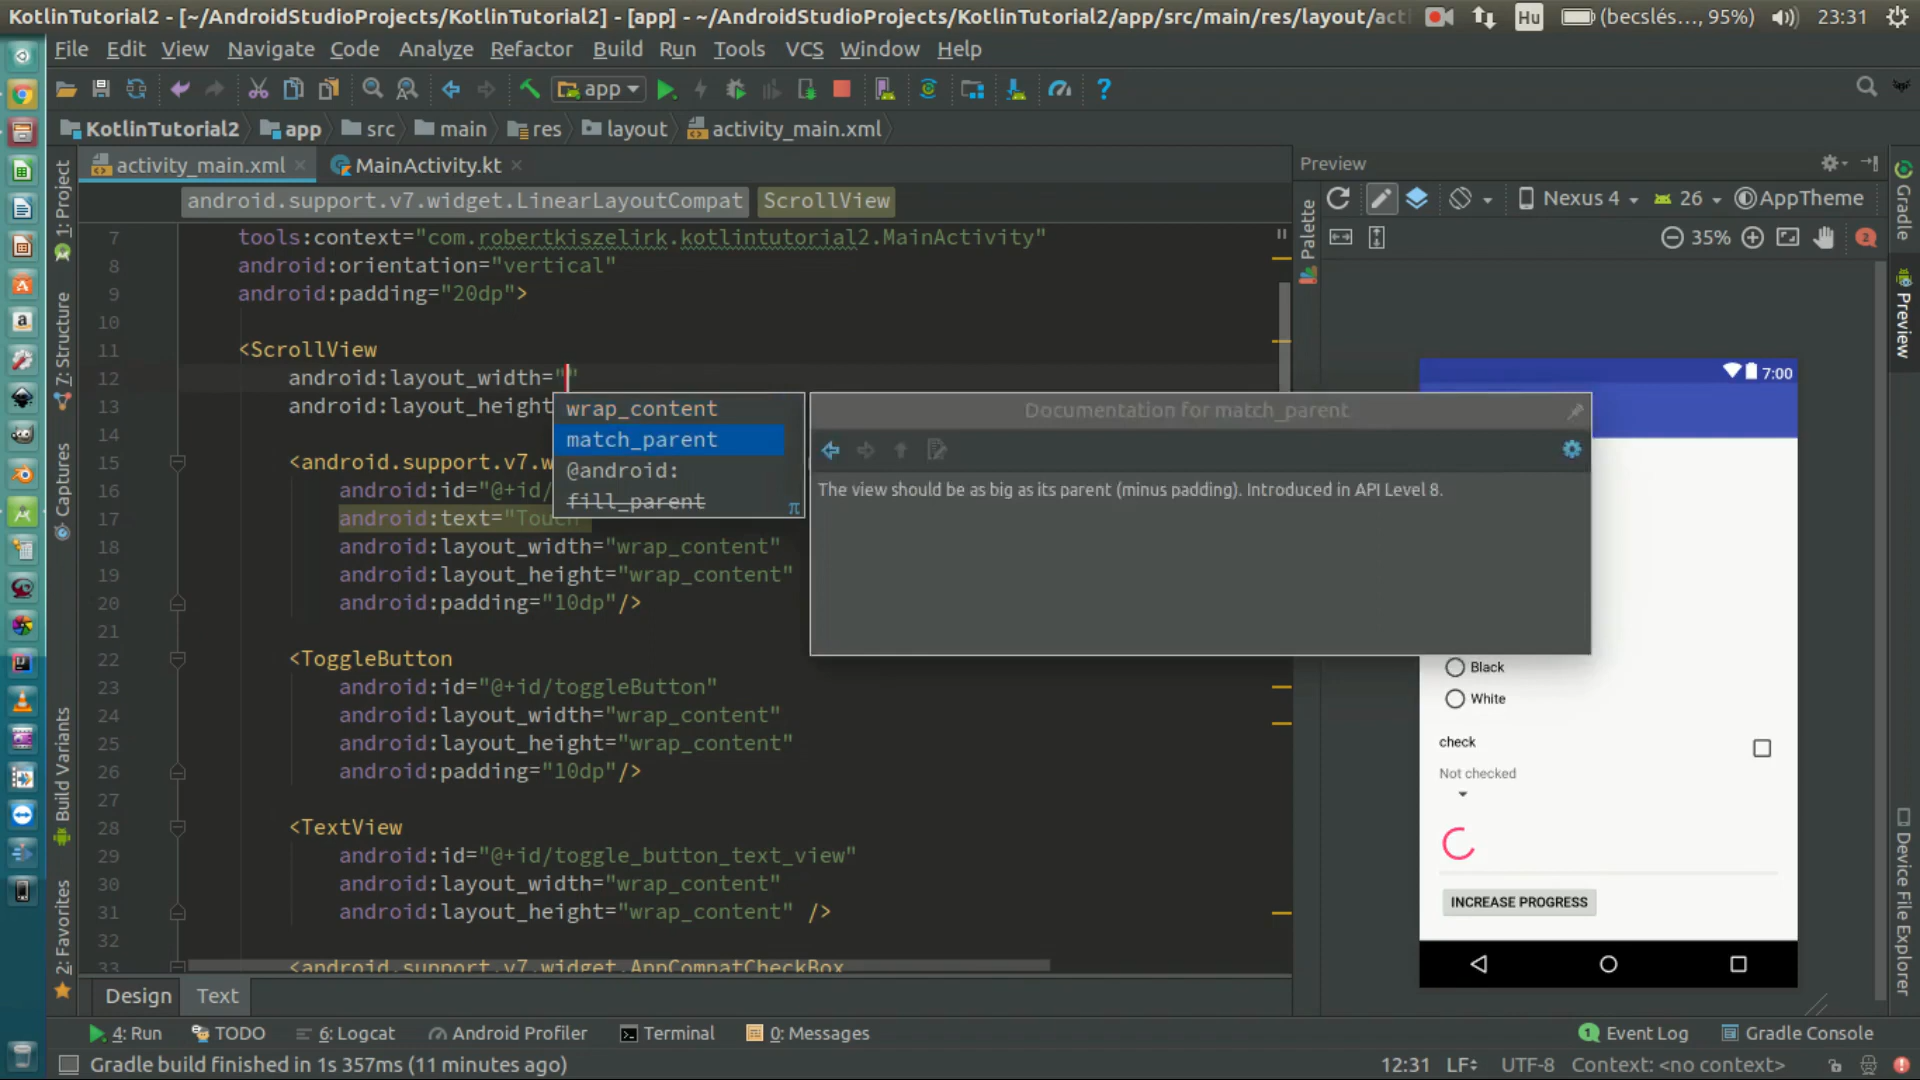 KotlinTutorial2 - [~/AndroidStudioProjects/KotlinTutorial2] - [app] - ~/AndroidStudioProjects/KotlinTutorial2/app/src/main/res/layout/acti
Hu (becslés..., 95%) 23:31
File Edit View Navigate Code Analyze Refactor Build Run Tools VCS Window Help
app
KotlinTutorial2 app src main res layout activity_main.xml
activity_main.xml MainActivity.kt
android.support.v7.widget.LinearLayoutCompat ScrollView
7 tools:context="com.robertkiszelirk.kotlintutorial2.MainActivity"
8 android:orientation="vertical"
9 android:padding="20dp">
10
11 <ScrollView
12 android:layout_width=""
13 android:layout_height
14
15 <android.support.v7.w
16 android:id="@+id/
17 android:text="Touch"
18 android:layout_width="wrap_content"
19 android:layout_height="wrap_content"
20 android:padding="10dp"/>
21
22 <ToggleButton
23 android:id="@+id/toggleButton"
24 android:layout_width="wrap_content"
25 android:layout_height="wrap_content"
26 android:padding="10dp"/>
27
28 <TextView
29 android:id="@+id/toggle_button_text_view"
30 android:layout_width="wrap_content"
31 android:layout_height="wrap_content" />
32
33 <android.support.v7.widget.AppCompatCheckBox
wrap_content
match_parent
@android:
fill_parent
π
Documentation for match_parent
The view should be as big as its parent (minus padding). Introduced in API Level 8.
Preview
Nexus 4 26 AppTheme
35% 2
Palette
7:00
Black
White
check
Not checked
INCREASE PROGRESS
1: Project
7: Structure
Captures
Build Variants
2: Favorites
Gradle
Preview
Device File Explorer
Design Text
4: Run TODO 6: Logcat Android Profiler Terminal 0: Messages
1 Event Log Gradle Console
Gradle build finished in 1s 357ms (11 minutes ago)
12:31 LF÷ UTF-8 Context: <no context>